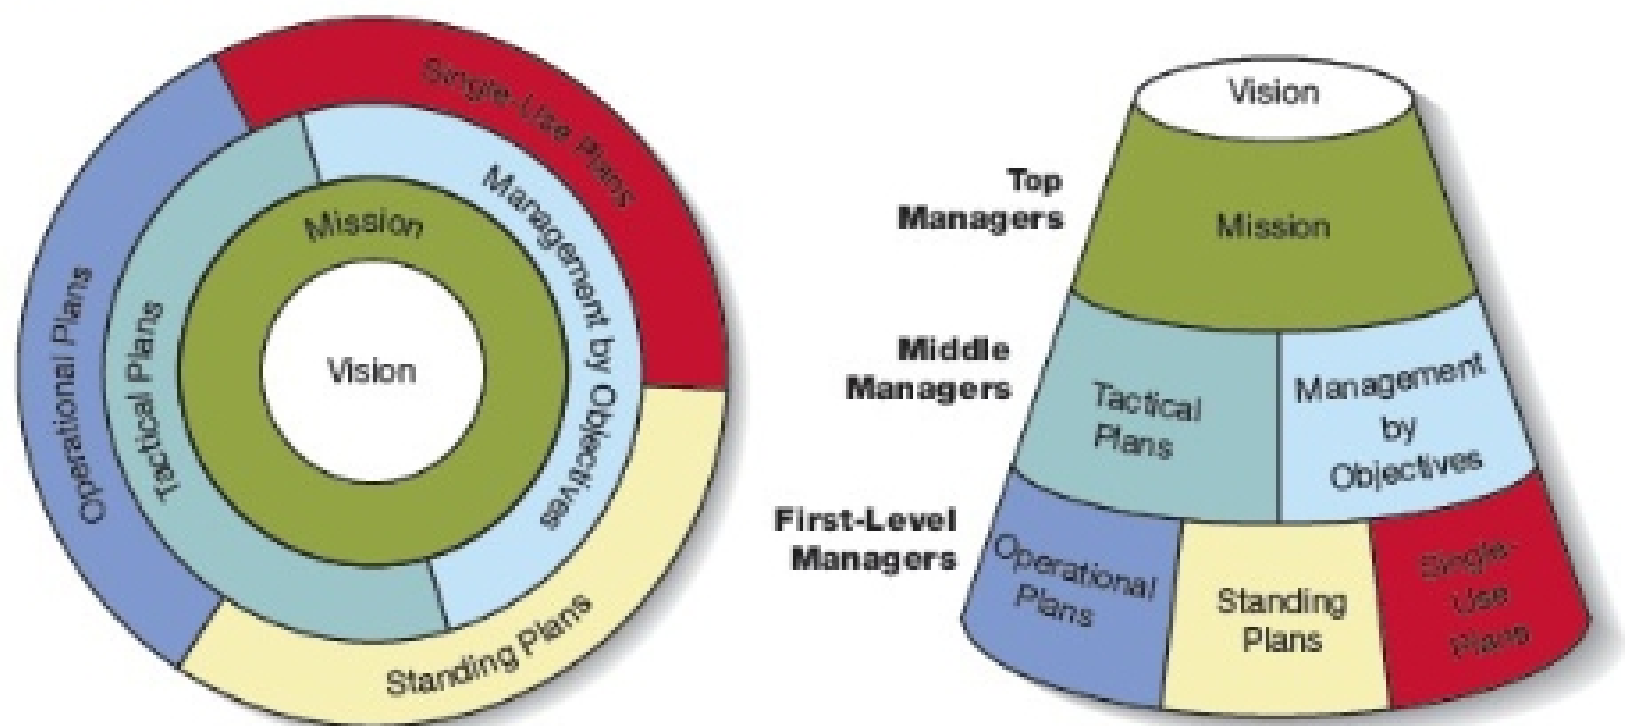 Single-Use Plans
Management by Objectives
Mission
Vision
Operational Plans
Tactical Plans
Standing Plans
Vision
Top
Managers
Mission
Middle
Managers
Tactical
Plans
Management
by
Objectives
First-Level
Managers
Operational
Plans
Standing
Plans
Single-
Use
Plans